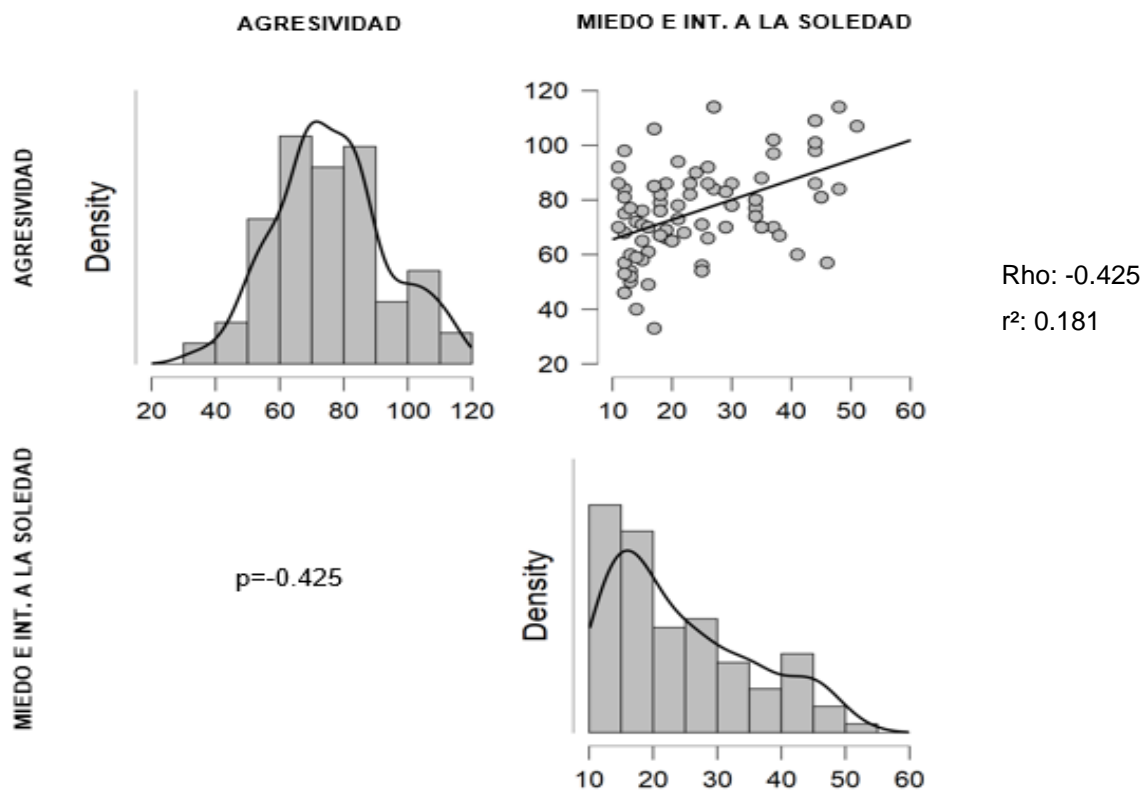 AGRESIVIDAD
MIEDO E INT. A LA SOLEDAD
AGRESIVIDAD
Density
20 40 60 80 100 120
120
100
80
60
40
20
10 20 30 40 50 60
Rho: -0.425
r²: 0.181
MIEDO E INT. A LA SOLEDAD
p=-0.425
Density
10 20 30 40 50 60